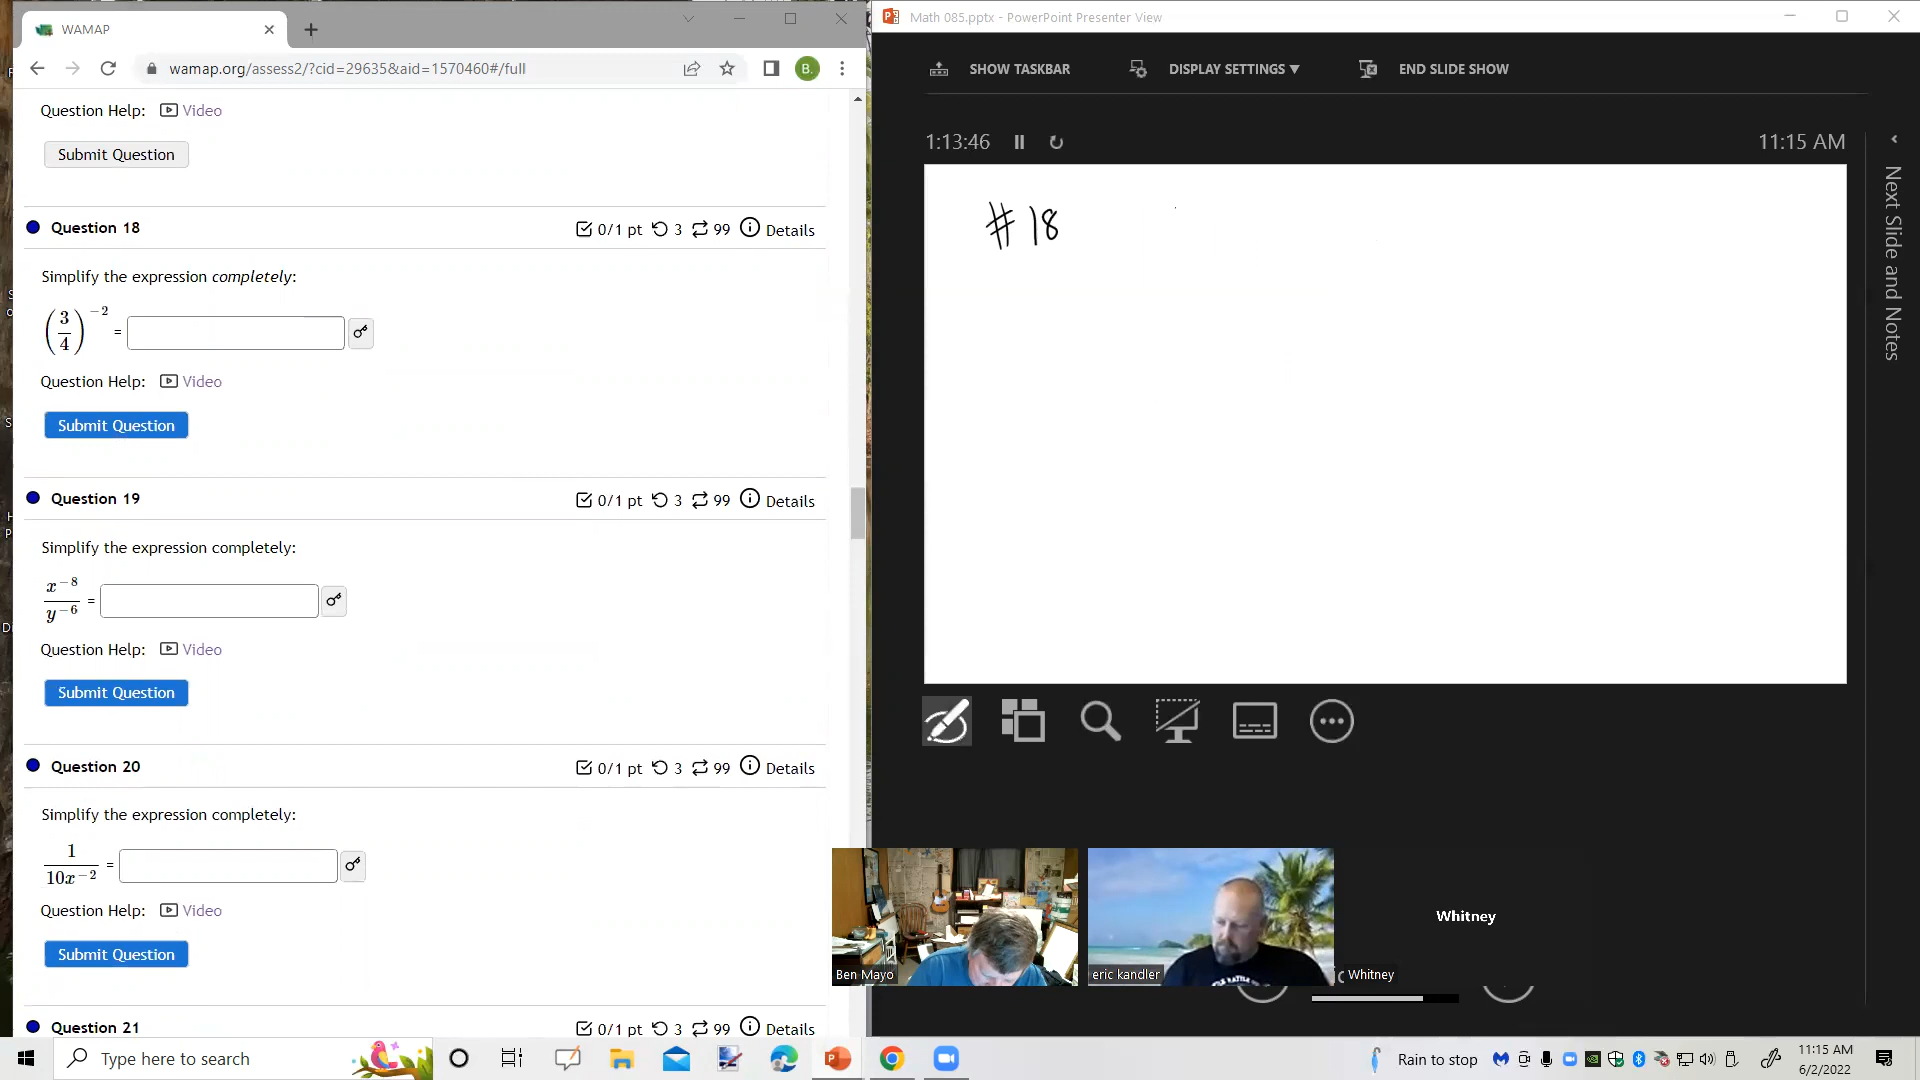 WAMAP
wamap.org/assess2/?cid=29635&aid=1570460#/full
B.
Question Help: Video
Submit Question
Question 18
0/1 pt 3 99 Details
Simplify the expression completely:
(3/4)^-2 =
Question Help: Video
Submit Question
Question 19
0/1 pt 3 99 Details
Simplify the expression completely:
x^-8/y^-6 =
Question Help: Video
Submit Question
Question 20
0/1 pt 3 99 Details
Simplify the expression completely:
1/10x^-2 =
Question Help: Video
Submit Question
Question 21
0/1 pt 3 99 Details
Math 085.pptx - PowerPoint Presenter View
SHOW TASKBAR DISPLAY SETTINGS ▾ END SLIDE SHOW
1:13:46 11:15 AM
#18
Next Slide and Notes
Ben Mayo
eric kandler
Whitney
Whitney
Type here to search
Rain to stop
11:15 AM
6/2/2022